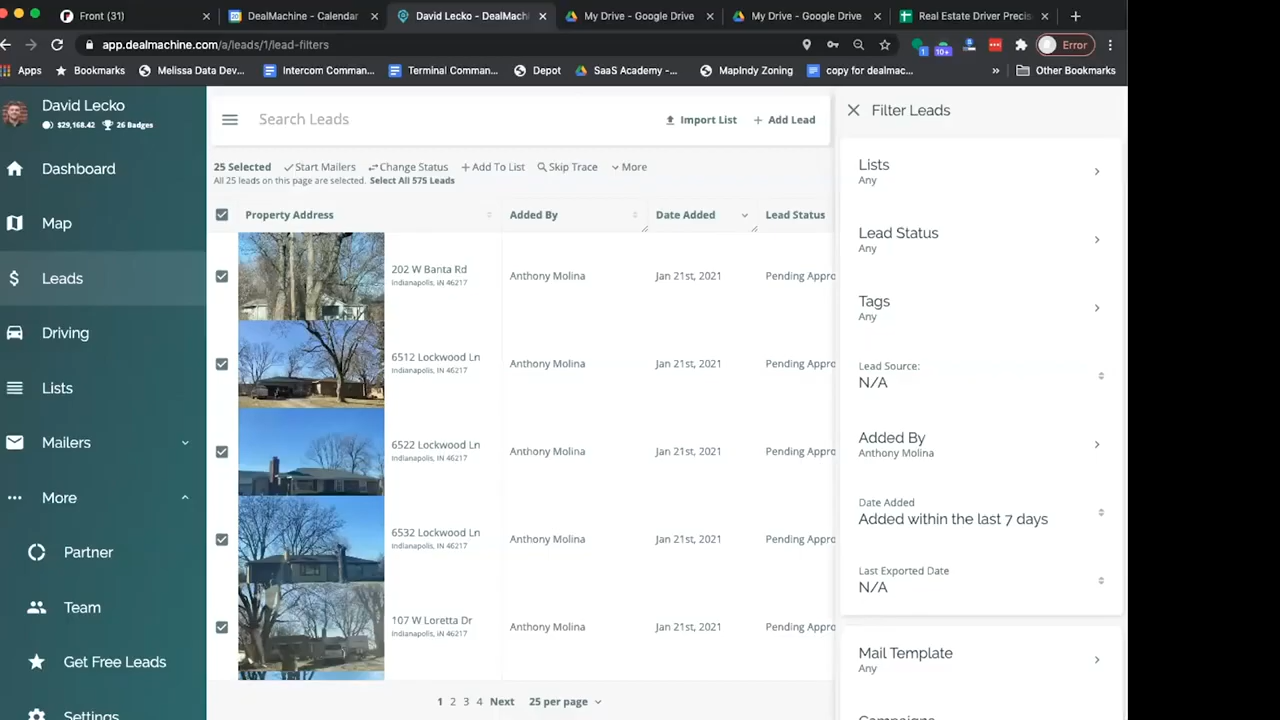 Front (31)
DealMachine - Calendar
David Lecko - DealMachi
My Drive - Google Drive
My Drive - Google Drive
Real Estate Driver Precis
app.dealmachine.com/a/leads/1/lead-filters
1
10+
Error
Apps
Bookmarks
Melissa Data Dev...
Intercom Comman...
Terminal Comman...
Depot
SaaS Academy -...
MapIndy Zoning
copy for dealmac...
»
Other Bookmarks
David Lecko
$29,168.42 26 Badges
Dashboard
Map
Leads
Driving
Lists
Mailers
More
Partner
Team
Get Free Leads
Settings
Search Leads
Import List
+ Add Lead
25 Selected
Start Mailers
Change Status
+ Add To List
Skip Trace
More
All 25 leads on this page are selected. Select All 575 Leads
Property Address
Added By
Date Added
Lead Status
202 W Banta Rd
Indianapolis, IN 46217
Anthony Molina
Jan 21st, 2021
Pending Appro
6512 Lockwood Ln
Indianapolis, IN 46217
Anthony Molina
Jan 21st, 2021
Pending Appro
6522 Lockwood Ln
Indianapolis, IN 46217
Anthony Molina
Jan 21st, 2021
Pending Appro
6532 Lockwood Ln
Indianapolis, IN 46217
Anthony Molina
Jan 21st, 2021
Pending Appro
107 W Loretta Dr
Indianapolis, IN 46217
Anthony Molina
Jan 21st, 2021
Pending Appro
1 2 3 4 Next 25 per page
Filter Leads
Lists
Any
Lead Status
Any
Tags
Any
Lead Source:
N/A
Added By
Anthony Molina
Date Added
Added within the last 7 days
Last Exported Date
N/A
Mail Template
Any
Campaigns